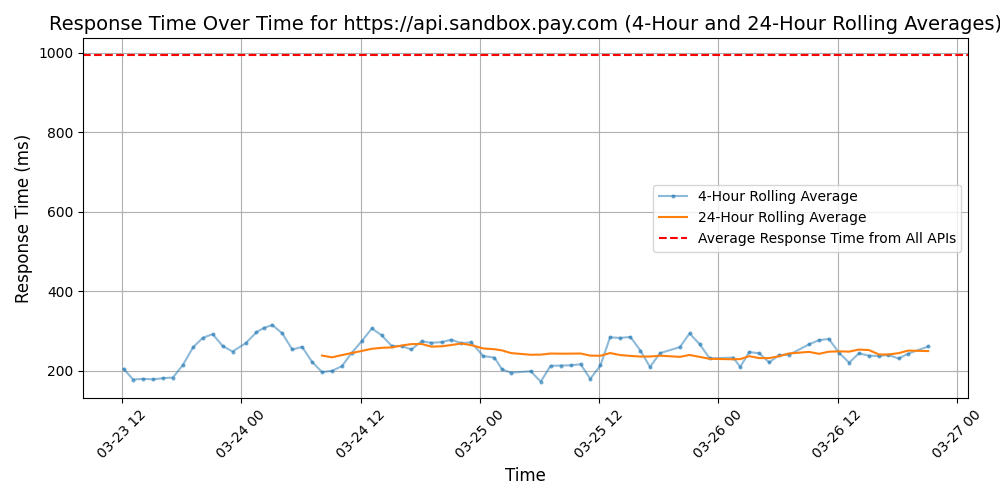 Response Time Over Time for https://api.sandbox.pay.com (4-Hour and 24-Hour Rolling Averages)
Response Time (ms)
1000
800
600
400
200
4-Hour Rolling Average
24-Hour Rolling Average
Average Response Time from All APIs
03-23 12
03-24 00
03-24 12
03-25 00
03-25 12
03-26 00
03-26 12
03-27 00
Time